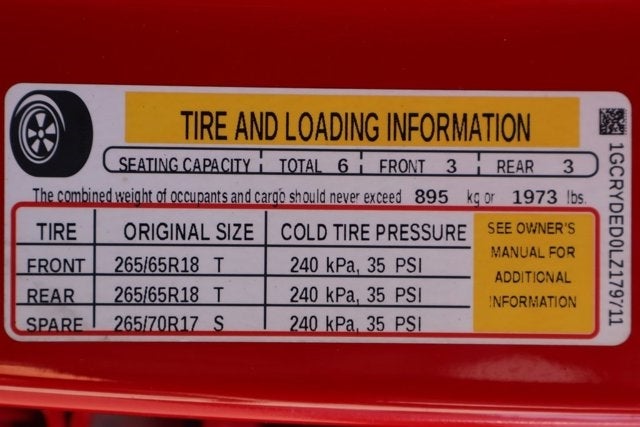 TIRE AND LOADING INFORMATION
SEATING CAPACITY TOTAL 6 FRONT 3 REAR 3
The combined weight of occupants and cargo should never exceed 895 kg or 1973 lbs.
TIRE ORIGINAL SIZE COLD TIRE PRESSURE
FRONT 265/65R18 T 240 kPa, 35 PSI
REAR 265/65R18 T 240 kPa, 35 PSI
SPARE 265/70R17 S 240 kPa, 35 PSI
SEE OWNER'S
MANUAL FOR
ADDITIONAL
INFORMATION